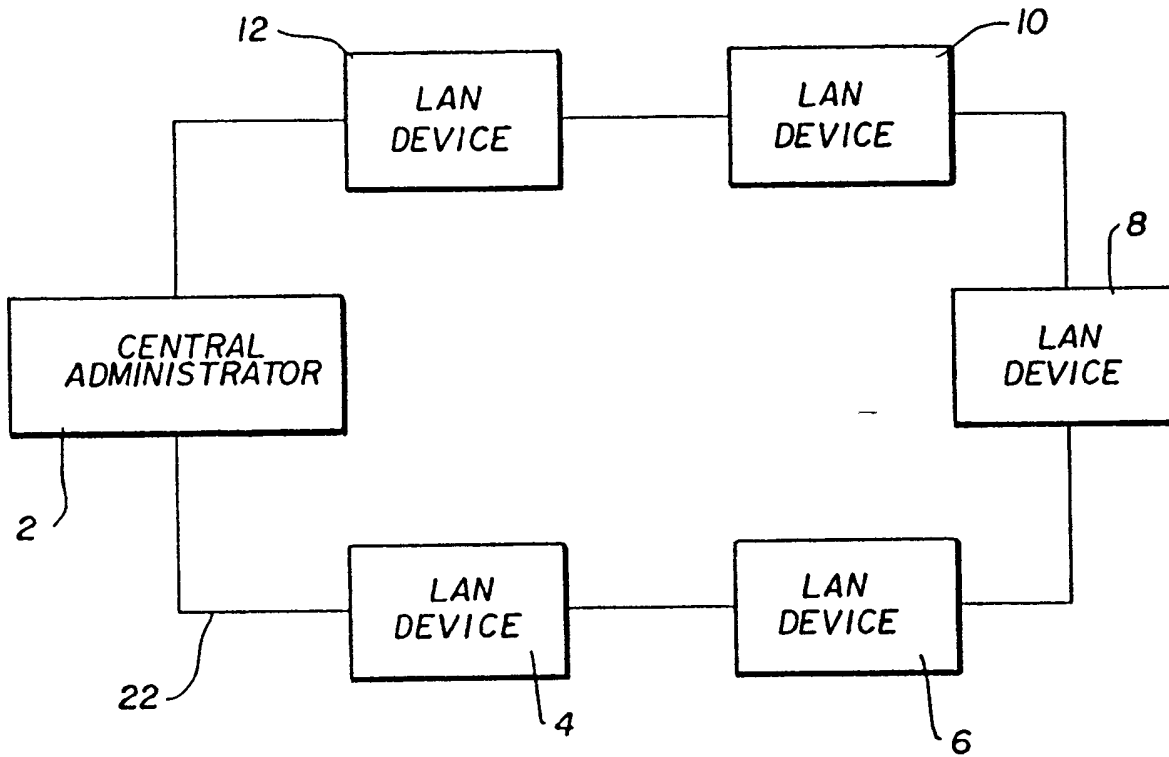 12
LAN
DEVICE
10
LAN
DEVICE
8
LAN
DEVICE
CENTRAL
ADMINISTRATOR
2
22
LAN
DEVICE
4
LAN
DEVICE
6